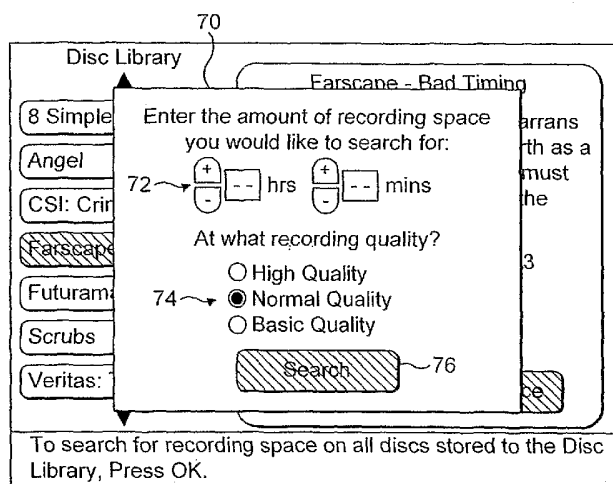 70
Disc Library
Farscape - Bad Timing
Enter the amount of recording space
you would like to search for:
72
+
-
-- hrs
+
-
-- mins
At what recording quality?
High Quality
74
Normal Quality
Basic Quality
Search
76
8 Simple
Angel
CSI: Crim
Farscape
Futurama
Scrubs
Veritas:
arrans
rth as a
must
the
3
ce
To search for recording space on all discs stored to the Disc
Library, Press OK.